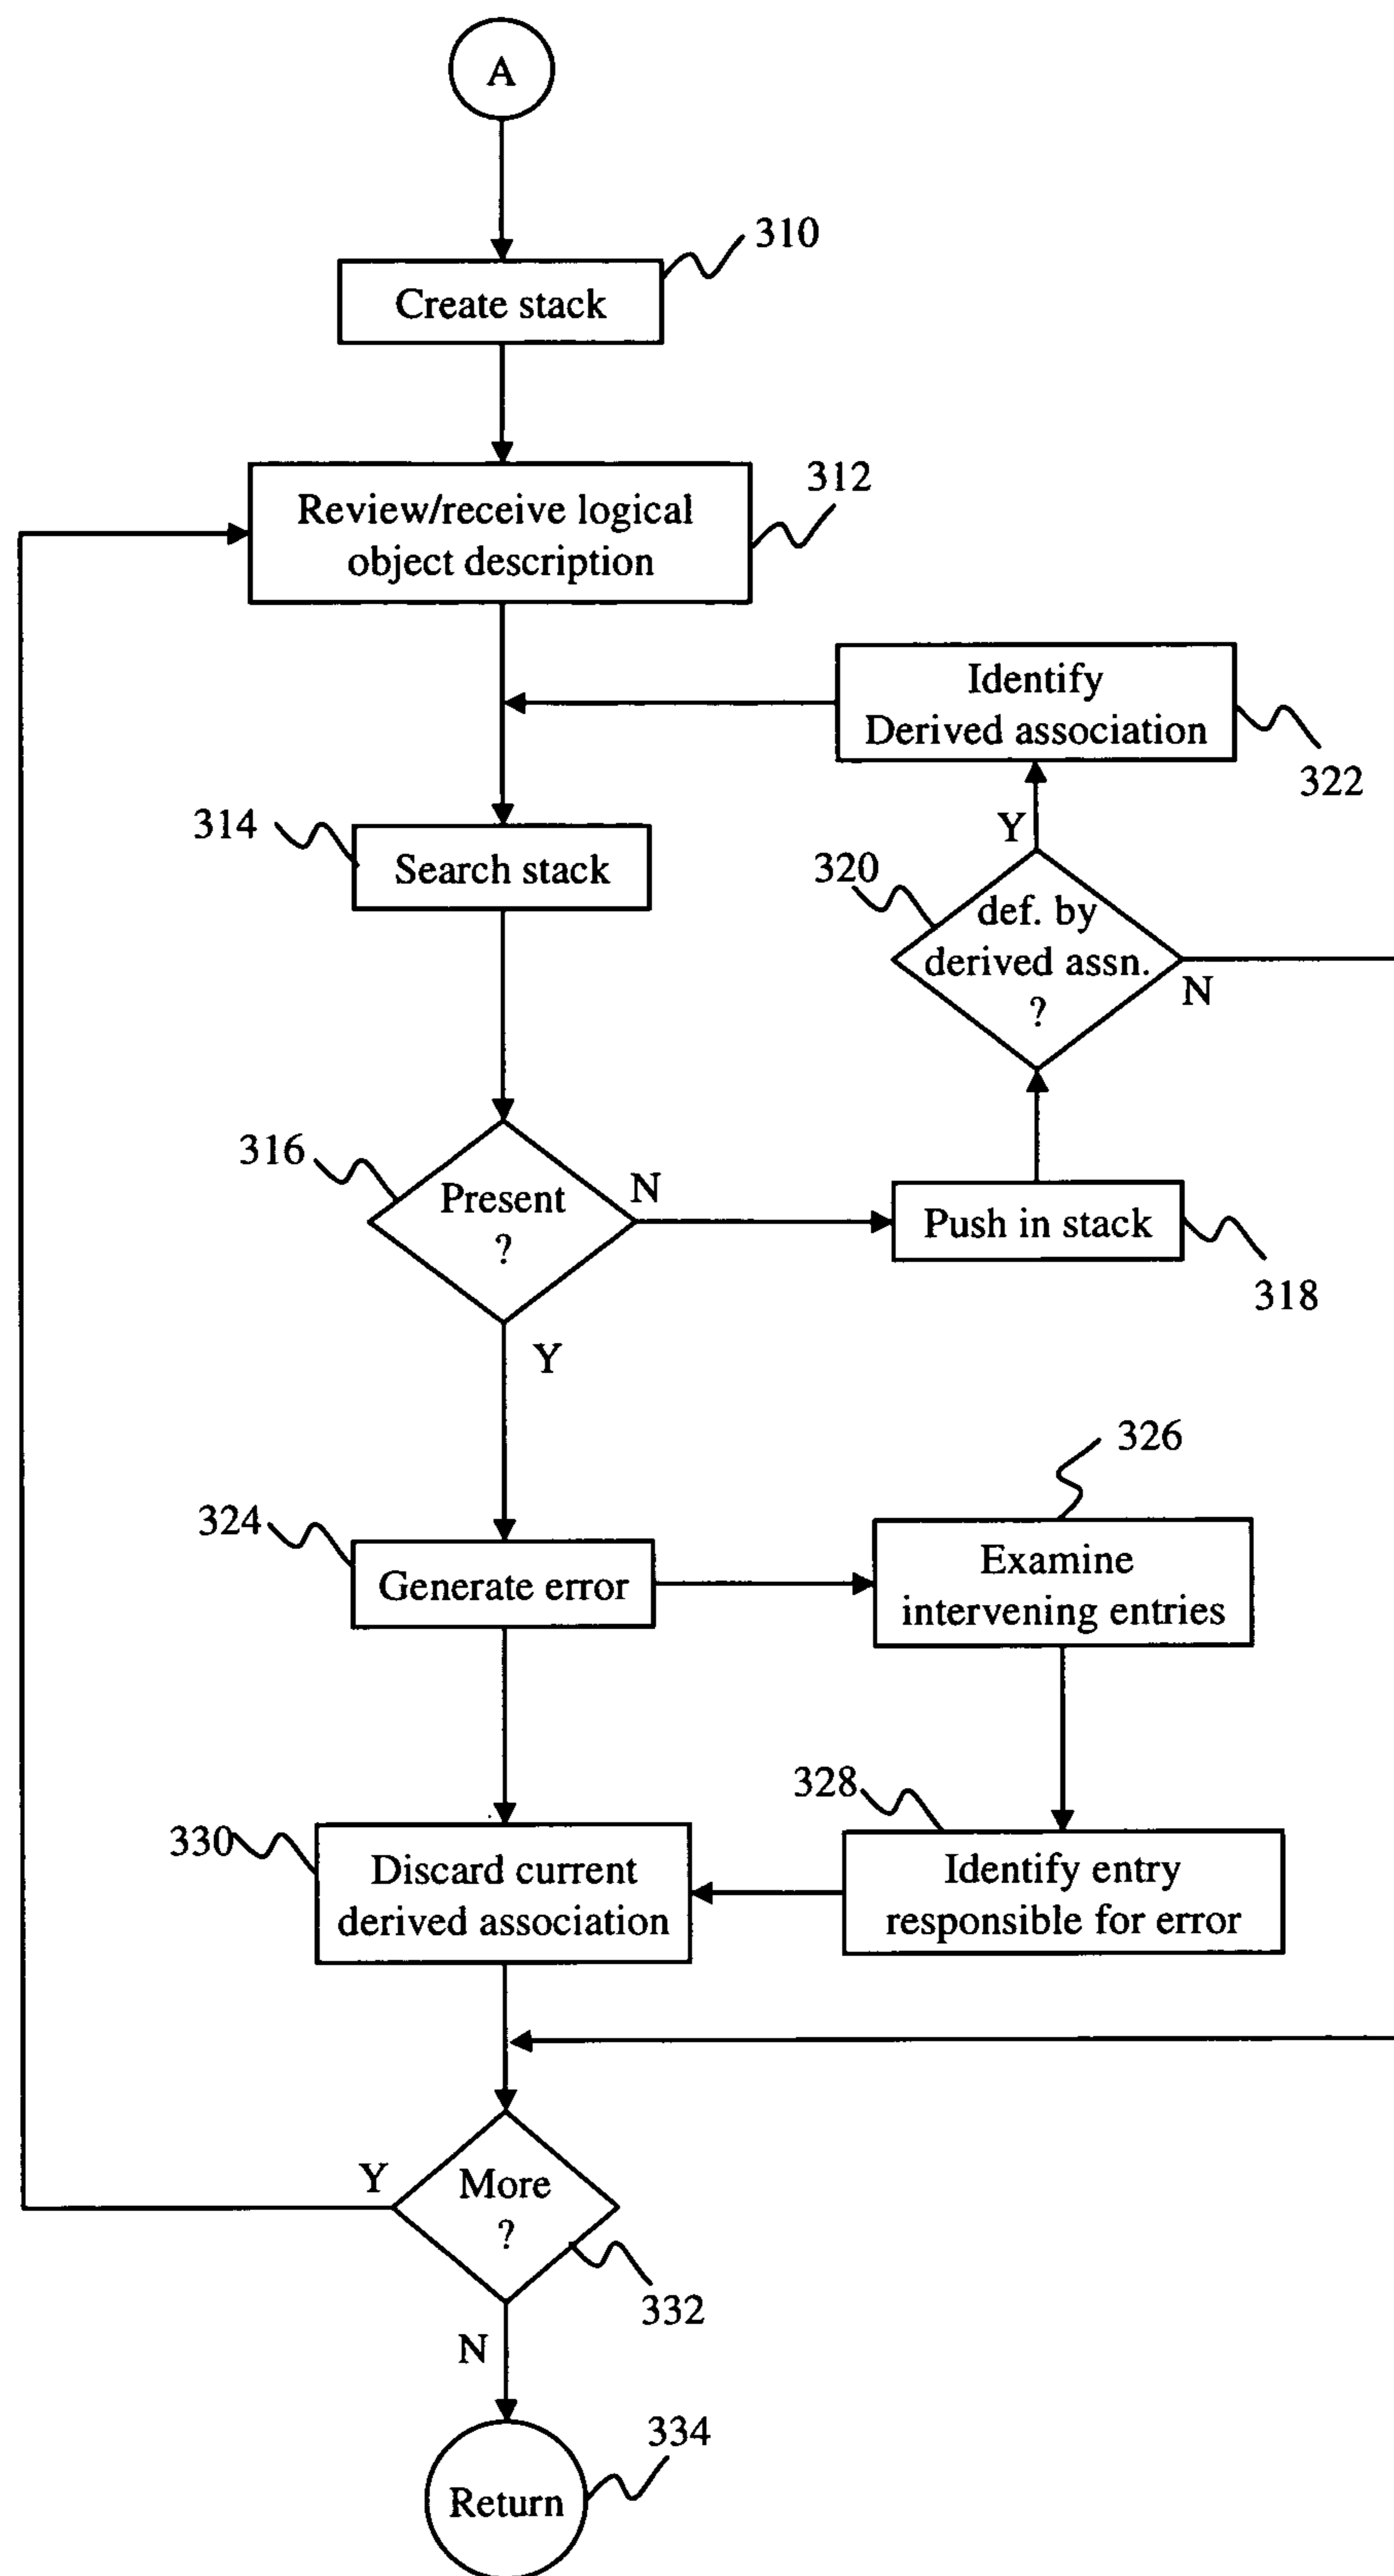 A
310
Create stack
312
Review/receive logical
object description
Identify
Derived association
322
314
Search stack
Y
320
def. by
derived assn.
?
N
316
Present
?
N
Push in stack
318
Y
326
324
Generate error
Examine
intervening entries
328
330
Discard current
derived association
Identify entry
responsible for error
Y
More
?
332
N
334
Return